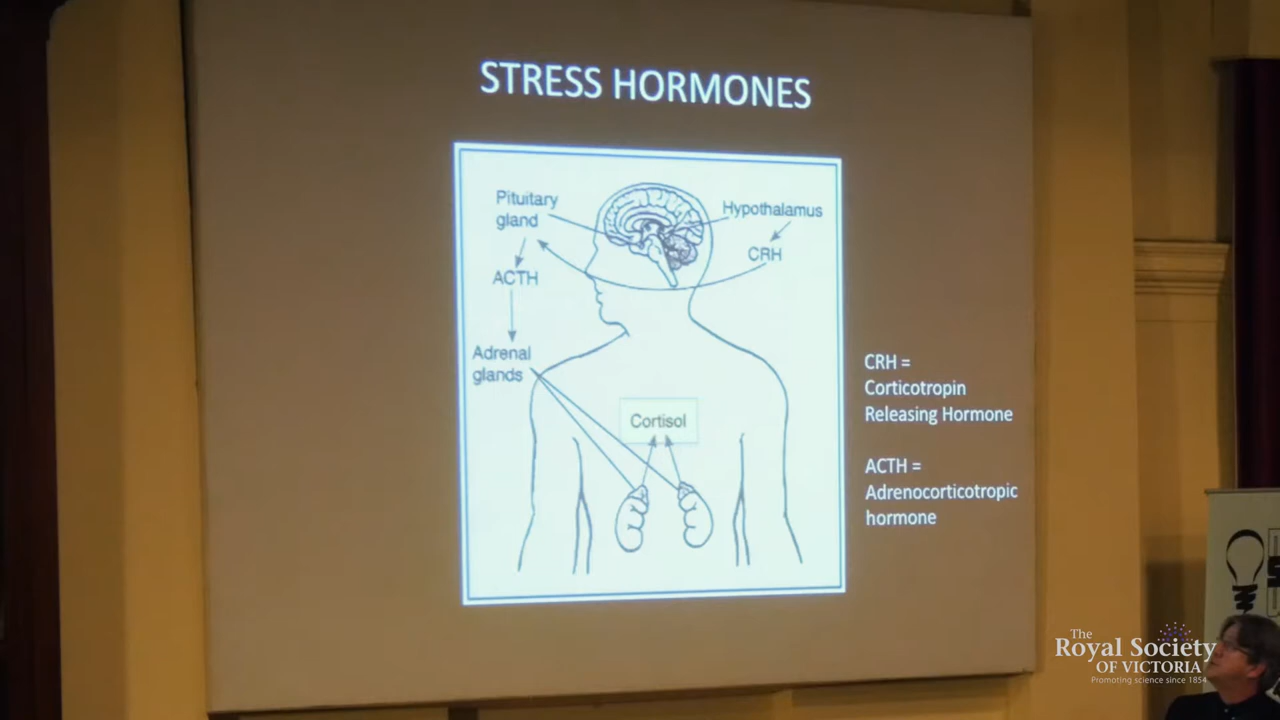 STRESS HORMONES
Pituitary
gland
Hypothalamus
CRH
ACTH
Adrenal
glands
Cortisol
CRH =
Corticotropin
Releasing Hormone
ACTH =
Adrenocorticotropic
hormone
The
Royal Society
OF VICTORIA
Promoting science since 1854